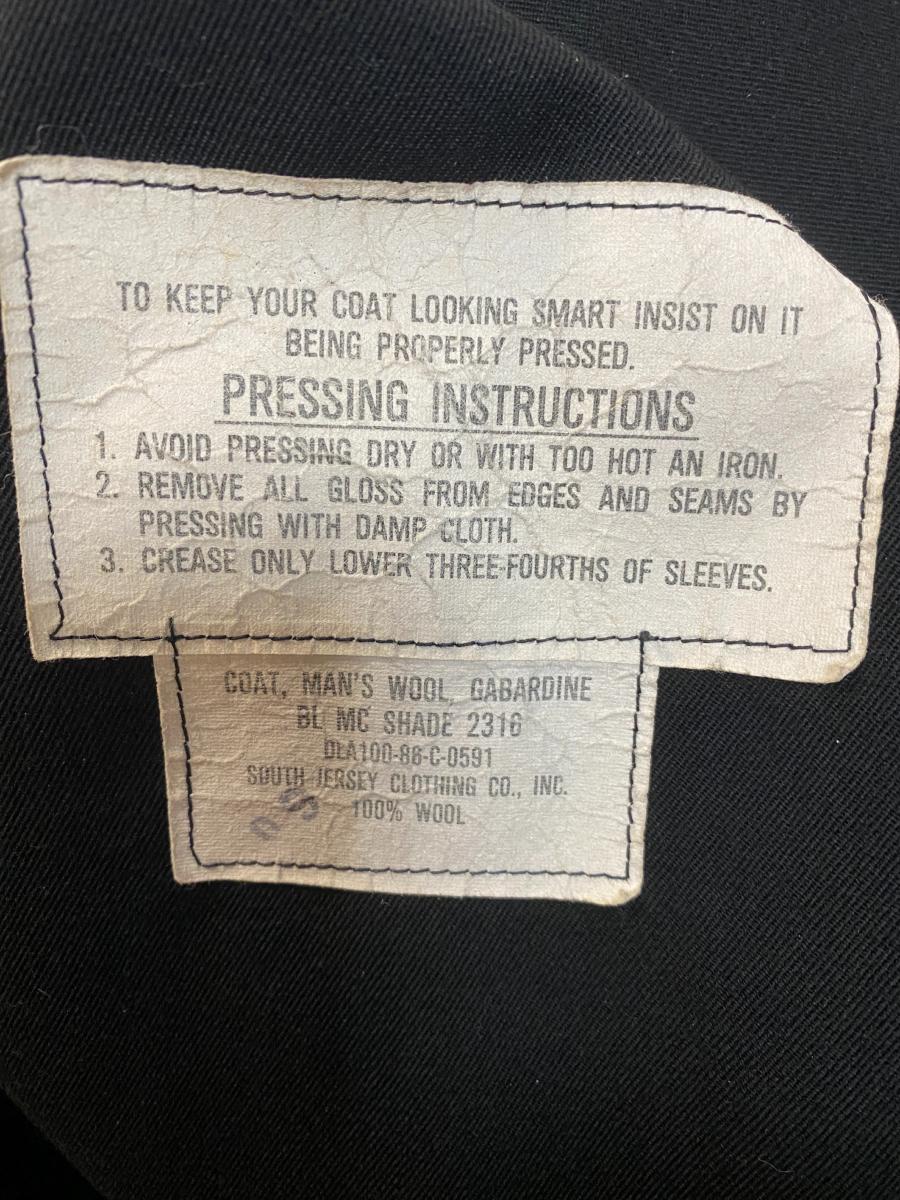 TO KEEP YOUR COAT LOOKING SMART INSIST ON IT
BEING PROPERLY PRESSED.
PRESSING INSTRUCTIONS
1. AVOID PRESSING DRY OR WITH TOO HOT AN IRON.
2. REMOVE ALL GLOSS FROM EDGES AND SEAMS BY
PRESSING WITH DAMP CLOTH.
3. CREASE ONLY LOWER THREE-FOURTHS OF SLEEVES.
COAT, MAN'S WOOL, GABARDINE
BL MC SHADE 2316
DLA100-86-C-0591
SOUTH JERSEY CLOTHING CO., INC.
100% WOOL